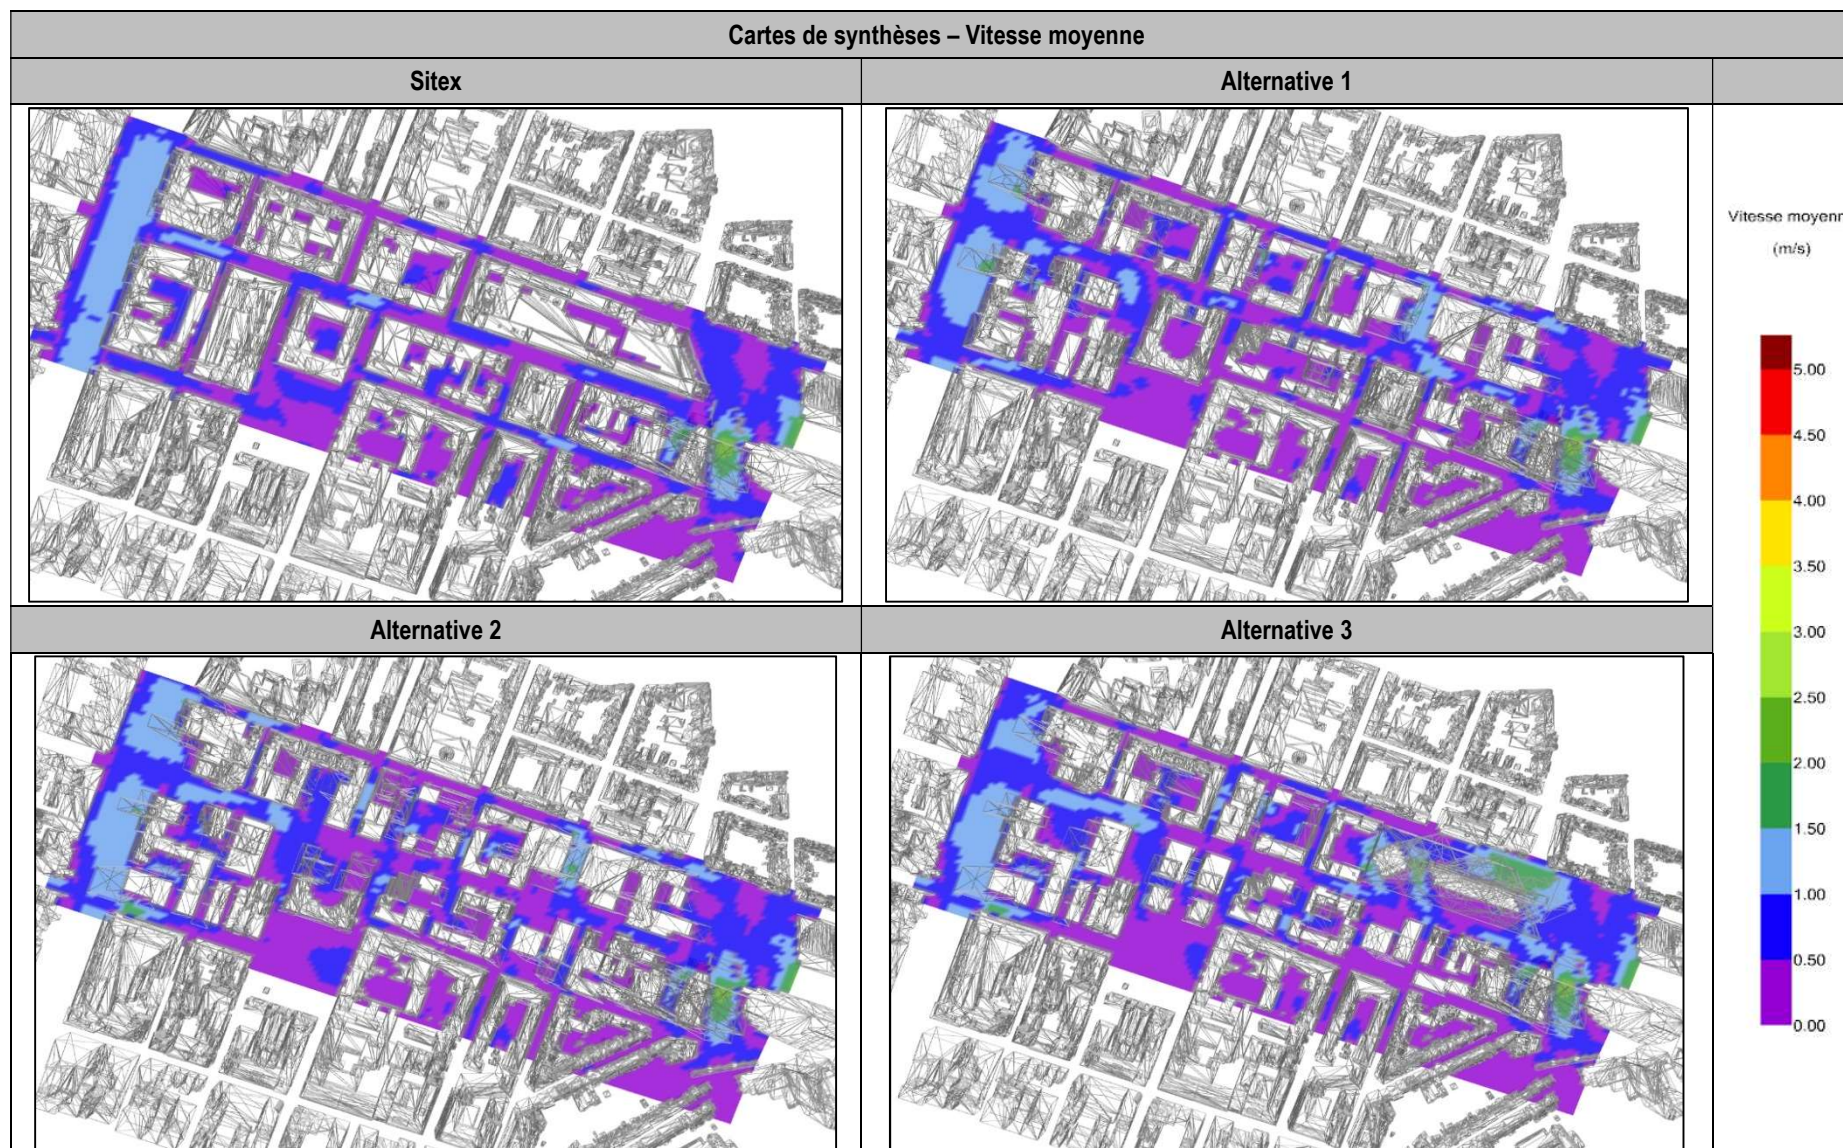 Cartes de synthèses – Vitesse moyenne
Sitex
Alternative 1
Vitesse moyenn
(m/s)
5.00
4.50
4.00
3.50
3.00
2.50
2.00
1.50
1.00
0.50
0.00
Alternative 2
Alternative 3